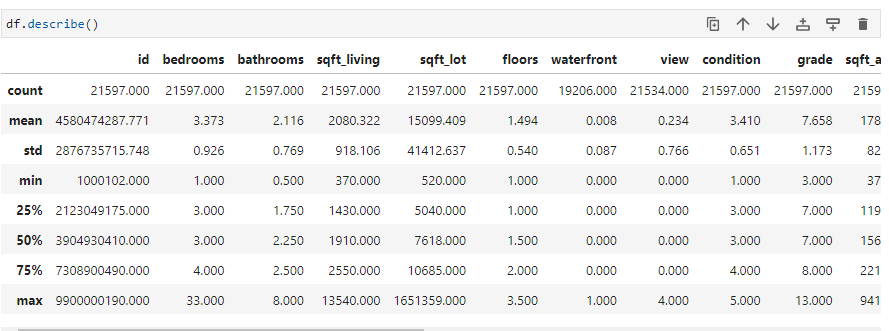 df.describe()
id bedrooms bathrooms sqft_living sqft_lot floors waterfront view condition grade sqft_a
count 21597.000 21597.000 21597.000 21597.000 21597.000 21597.000 19206.000 21534.000 21597.000 21597.000 2159
mean 4580474287.771 3.373 2.116 2080.322 15099.409 1.494 0.008 0.234 3.410 7.658 178
std 2876735715.748 0.926 0.769 918.106 41412.637 0.540 0.087 0.766 0.651 1.173 82
min 1000102.000 1.000 0.500 370.000 520.000 1.000 0.000 0.000 1.000 3.000 37
25% 2123049175.000 3.000 1.750 1430.000 5040.000 1.000 0.000 0.000 3.000 7.000 119
50% 3904930410.000 3.000 2.250 1910.000 7618.000 1.500 0.000 0.000 3.000 7.000 156
75% 7308900490.000 4.000 2.500 2550.000 10685.000 2.000 0.000 0.000 4.000 8.000 221
max 9900000190.000 33.000 8.000 13540.000 1651359.000 3.500 1.000 4.000 5.000 13.000 941